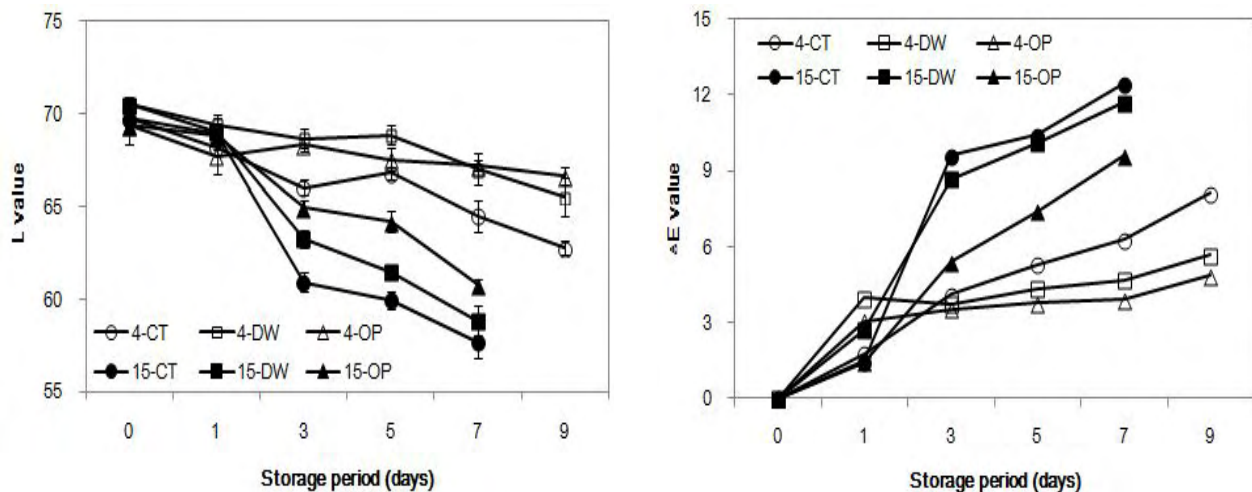 75
70
65
60
55
L value
4-CT 4-DW 4-OP
15-CT 15-DW 15-OP
0 1 3 5 7 9
Storage period (days)
15
12
9
6
3
0
ᴀE value
4-CT 4-DW 4-OP
15-CT 15-DW 15-OP
0 1 3 5 7 9
Storage period (days)